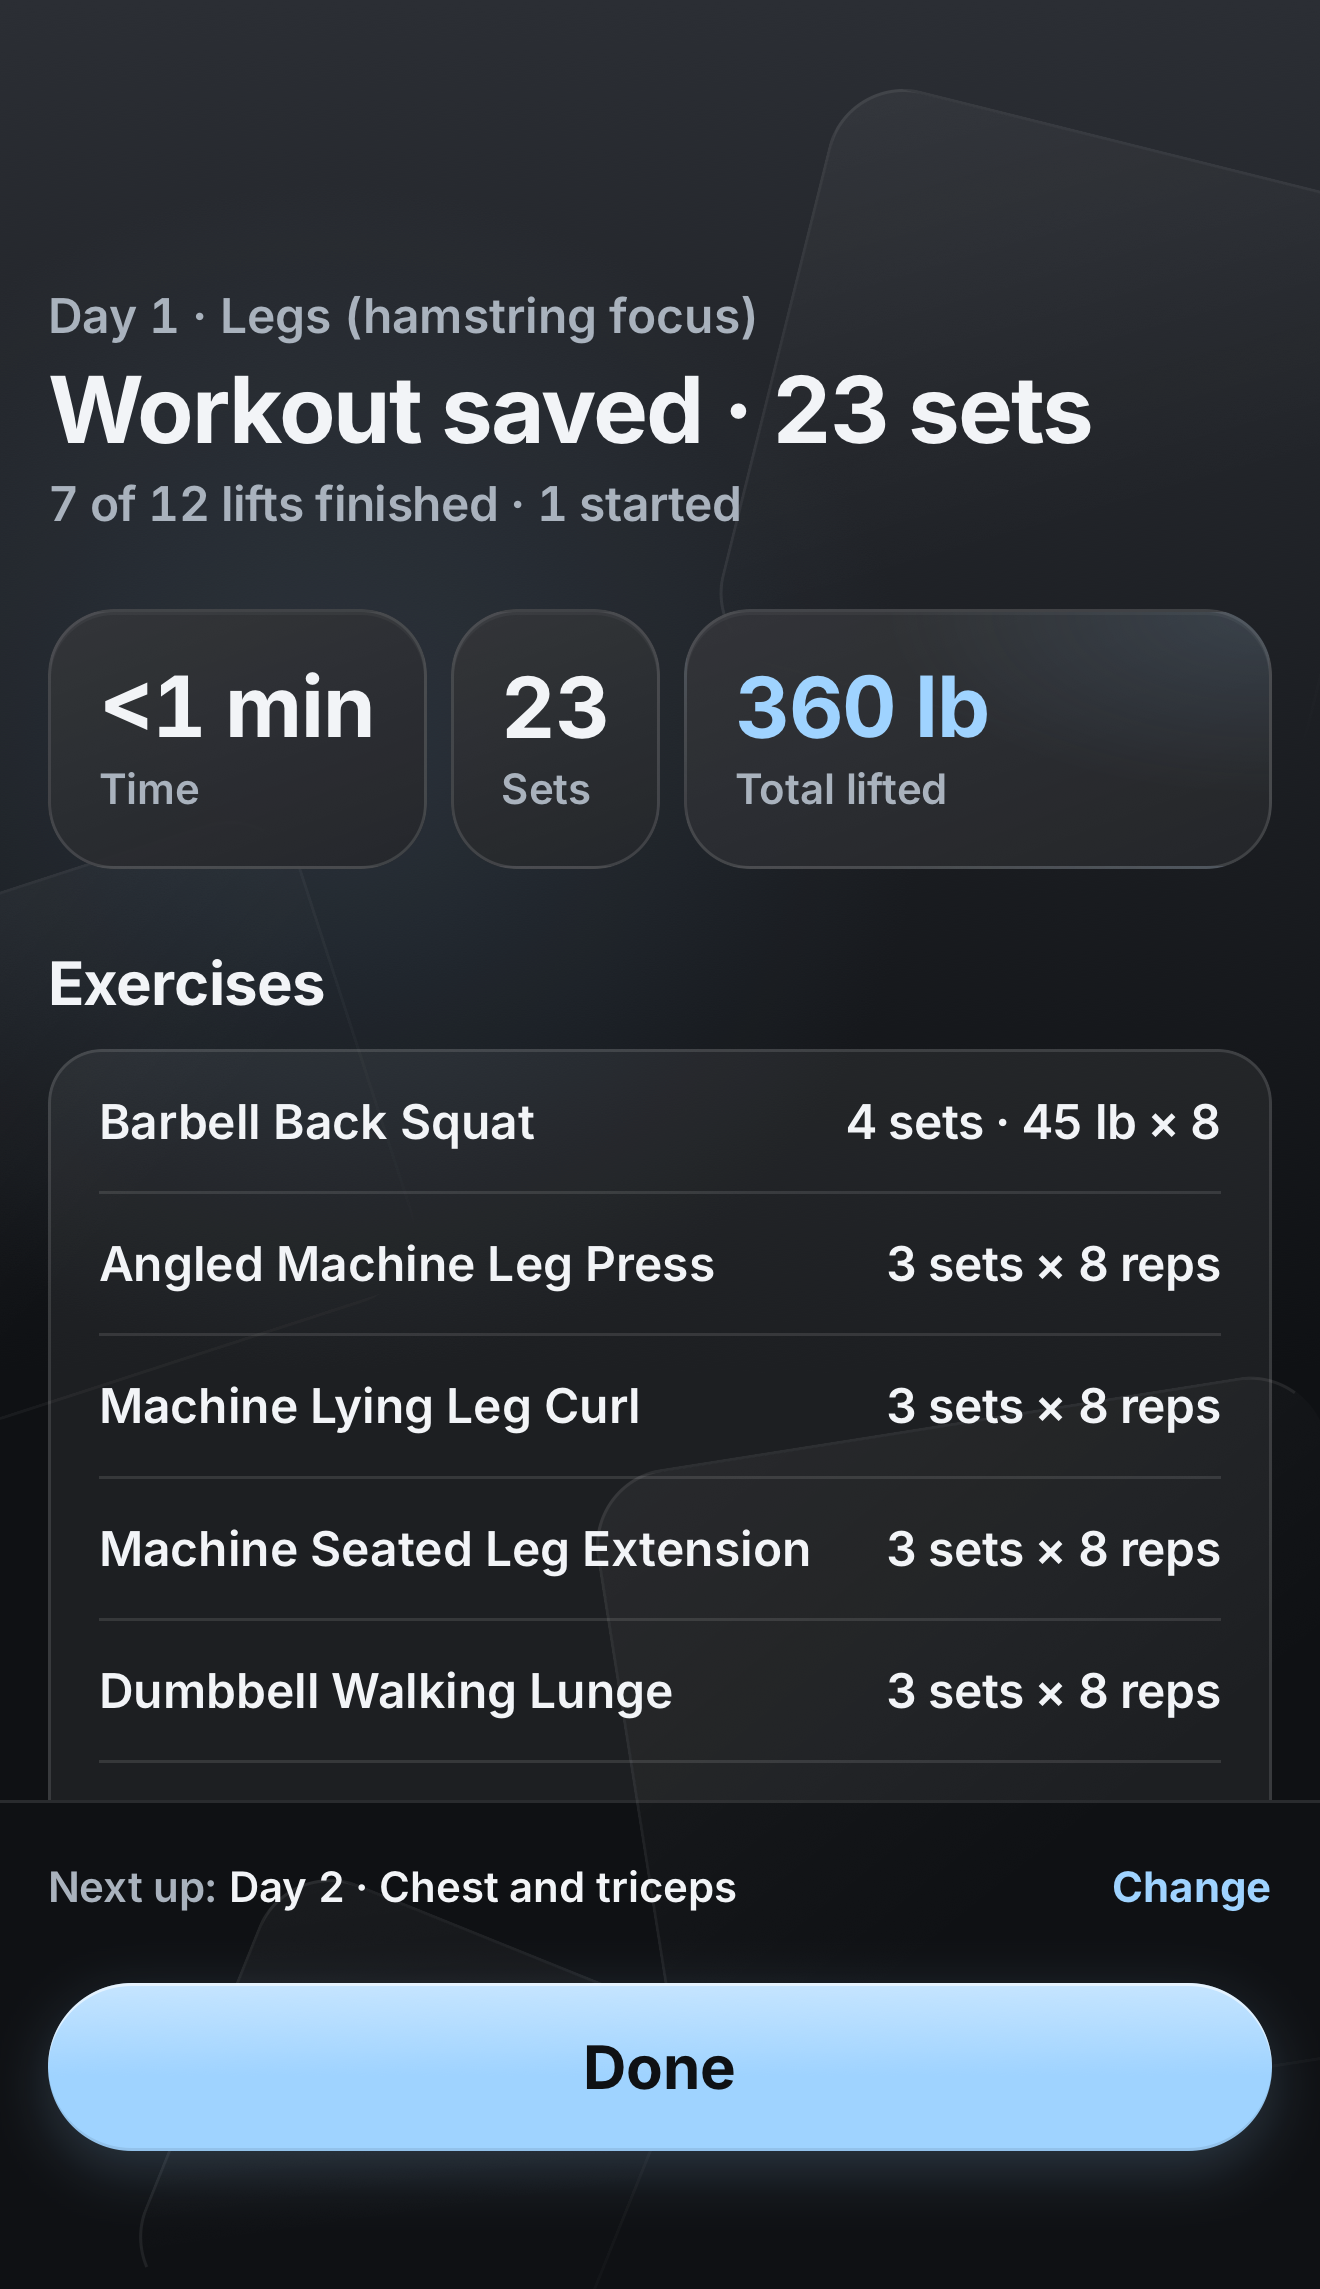 Day 1 · Legs (hamstring focus)
Workout saved · 23 sets
7 of 12 lifts finished · 1 started
<1 min
Time
23
Sets
360 lb
Total lifted
Exercises
Barbell Back Squat 4 sets · 45 lb × 8
Angled Machine Leg Press 3 sets × 8 reps
Machine Lying Leg Curl 3 sets × 8 reps
Machine Seated Leg Extension 3 sets × 8 reps
Dumbbell Walking Lunge 3 sets × 8 reps
Next up: Day 2 · Chest and triceps Change
Done